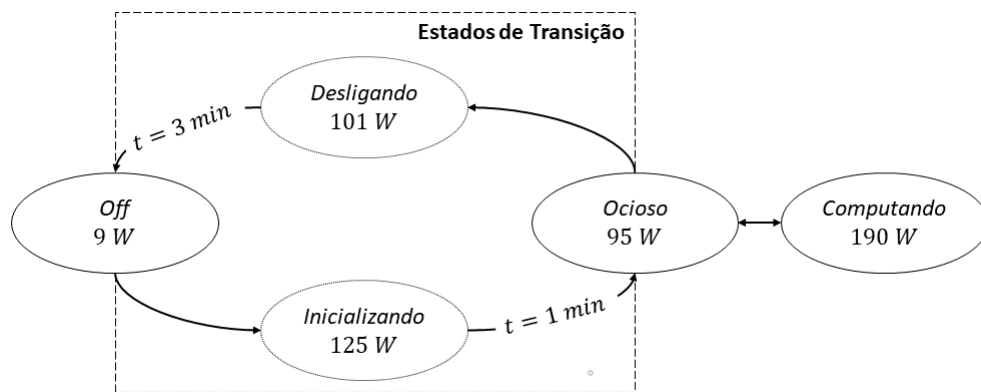 Estados de Transição
Desligando
101 W
t = 3 min
Off
9 W
Ocioso
95 W
Computando
190 W
Inicializando
125 W
t = 1 min